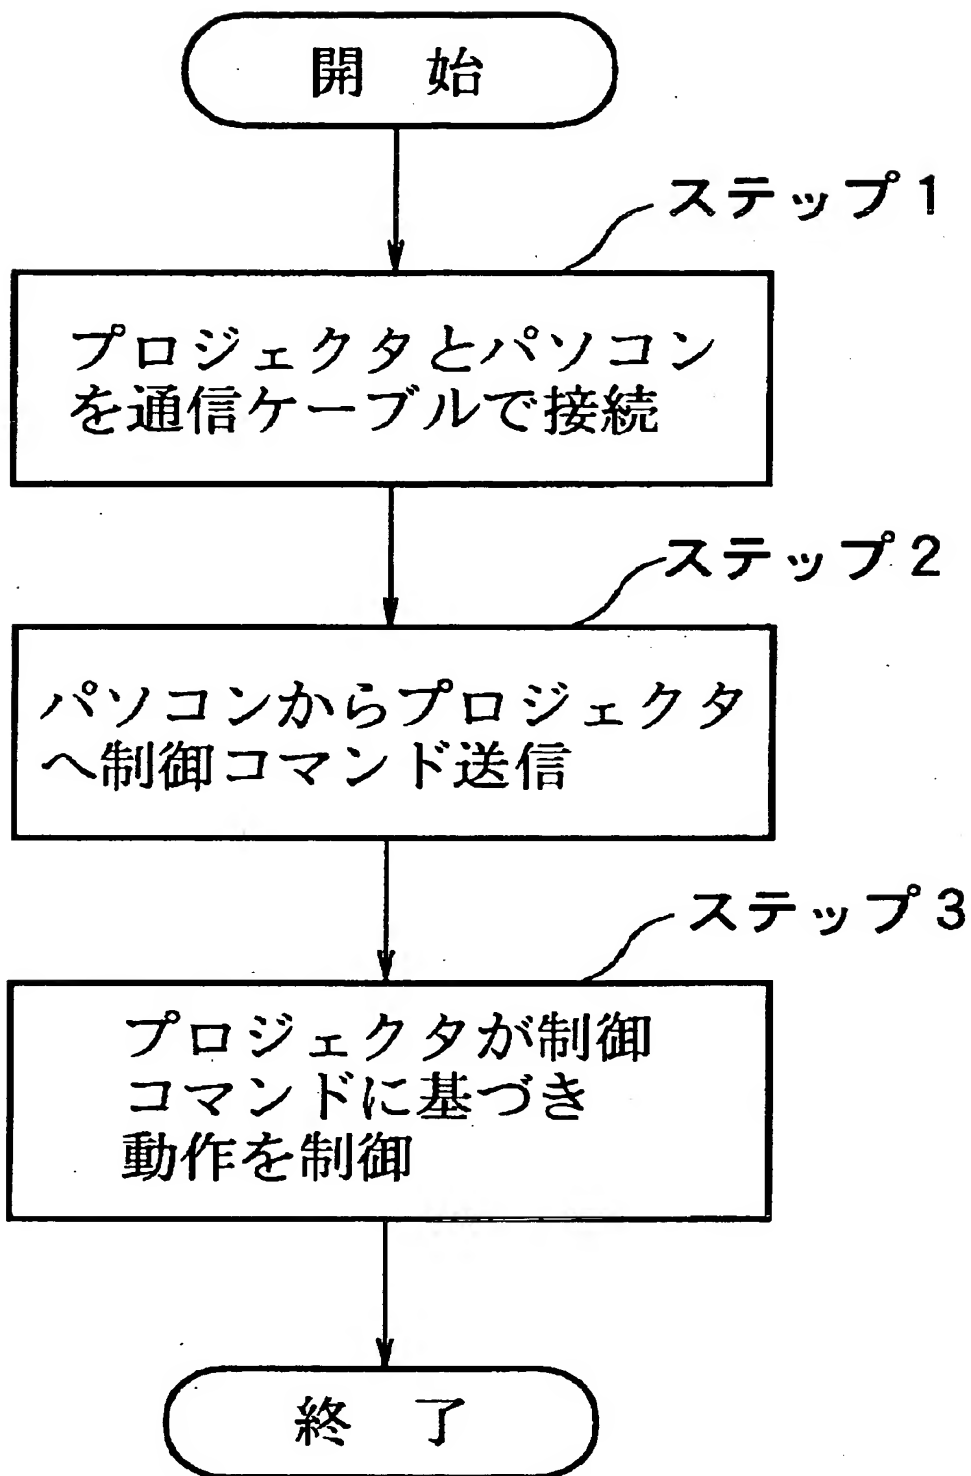 開　始
ステップ1
プロジェクタとパソコン
を通信ケーブルで接続
ステップ2
パソコンからプロジェクタ
へ制御コマンド送信
ステップ3
プロジェクタが制御
コマンドに基づき
動作を制御
終　了